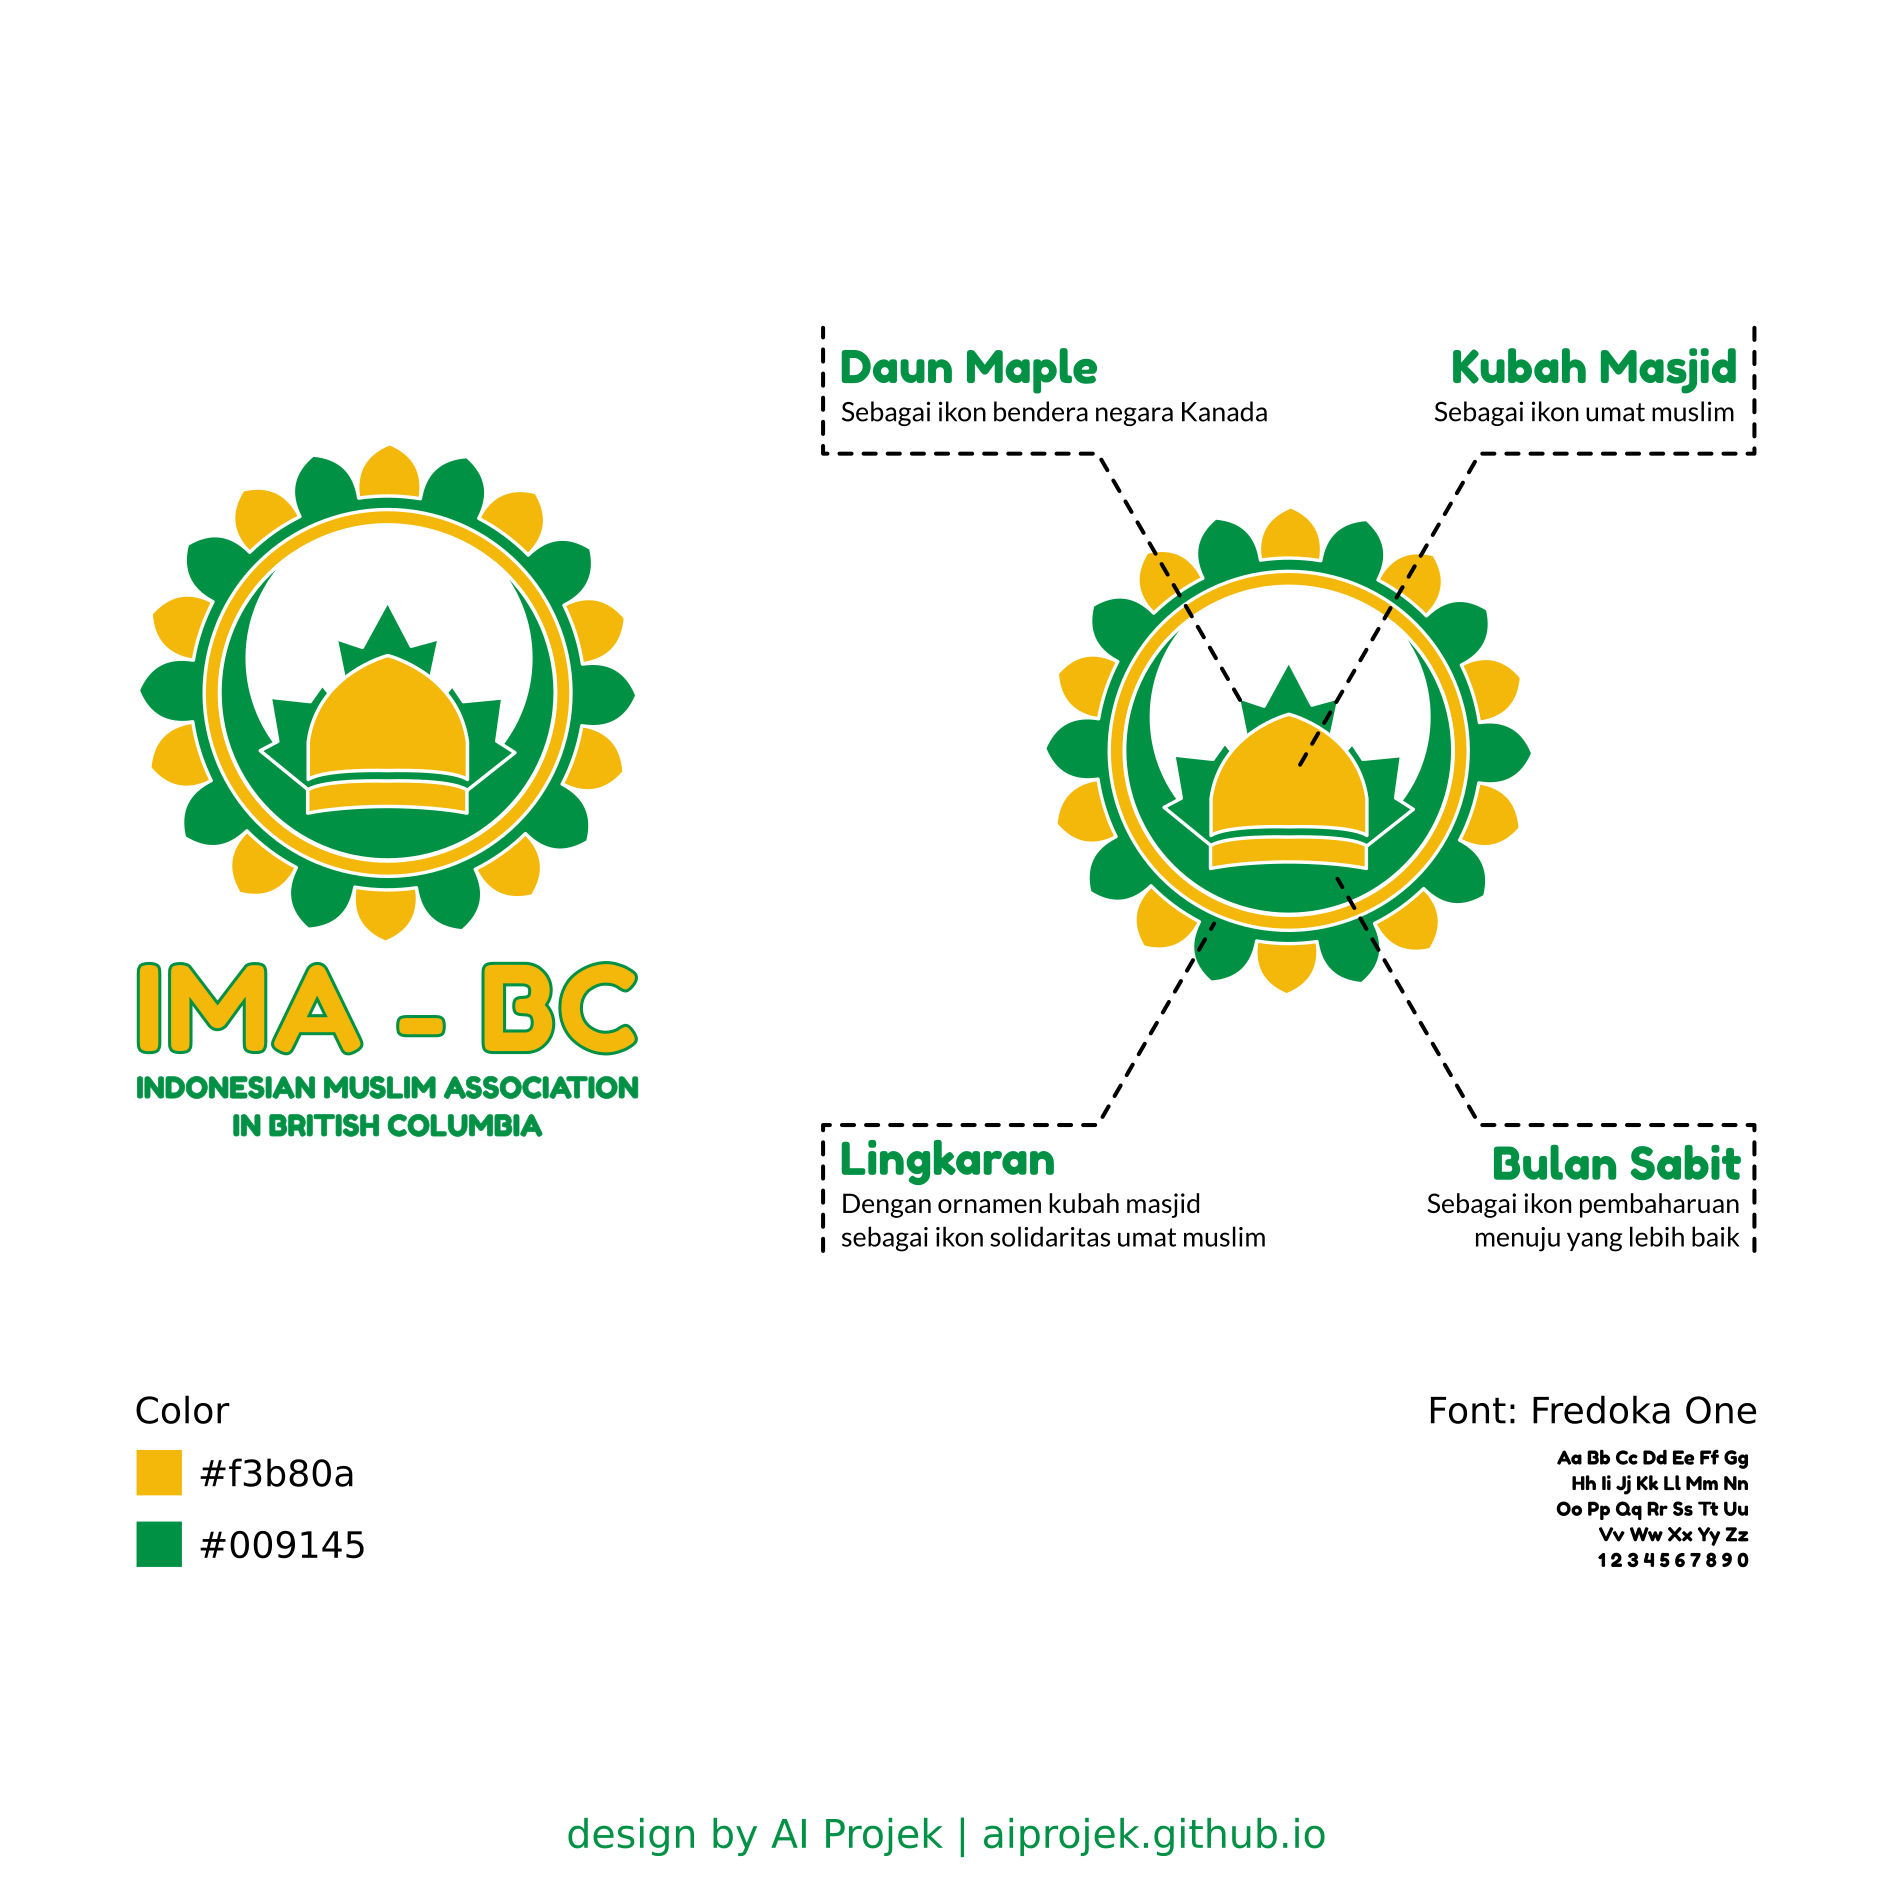 IMA - BC
INDONESIAN MUSLIM ASSOCIATION
IN BRITISH COLUMBIA
Daun Maple
Sebagai ikon bendera negara Kanada
Kubah Masjid
Sebagai ikon umat muslim
Lingkaran
Dengan ornamen kubah masjid
sebagai ikon solidaritas umat muslim
Bulan Sabit
Sebagai ikon pembaharuan
menuju yang lebih baik
Color
#f3b80a
#009145
Font: Fredoka One
Aa Bb Cc Dd Ee Ff Gg
Hh Ii Jj Kk Ll Mm Nn
Oo Pp Qq Rr Ss Tt Uu
Vv Ww Xx Yy Zz
1 2 3 4 5 6 7 8 9 0
design by AI Projek | aiprojek.github.io